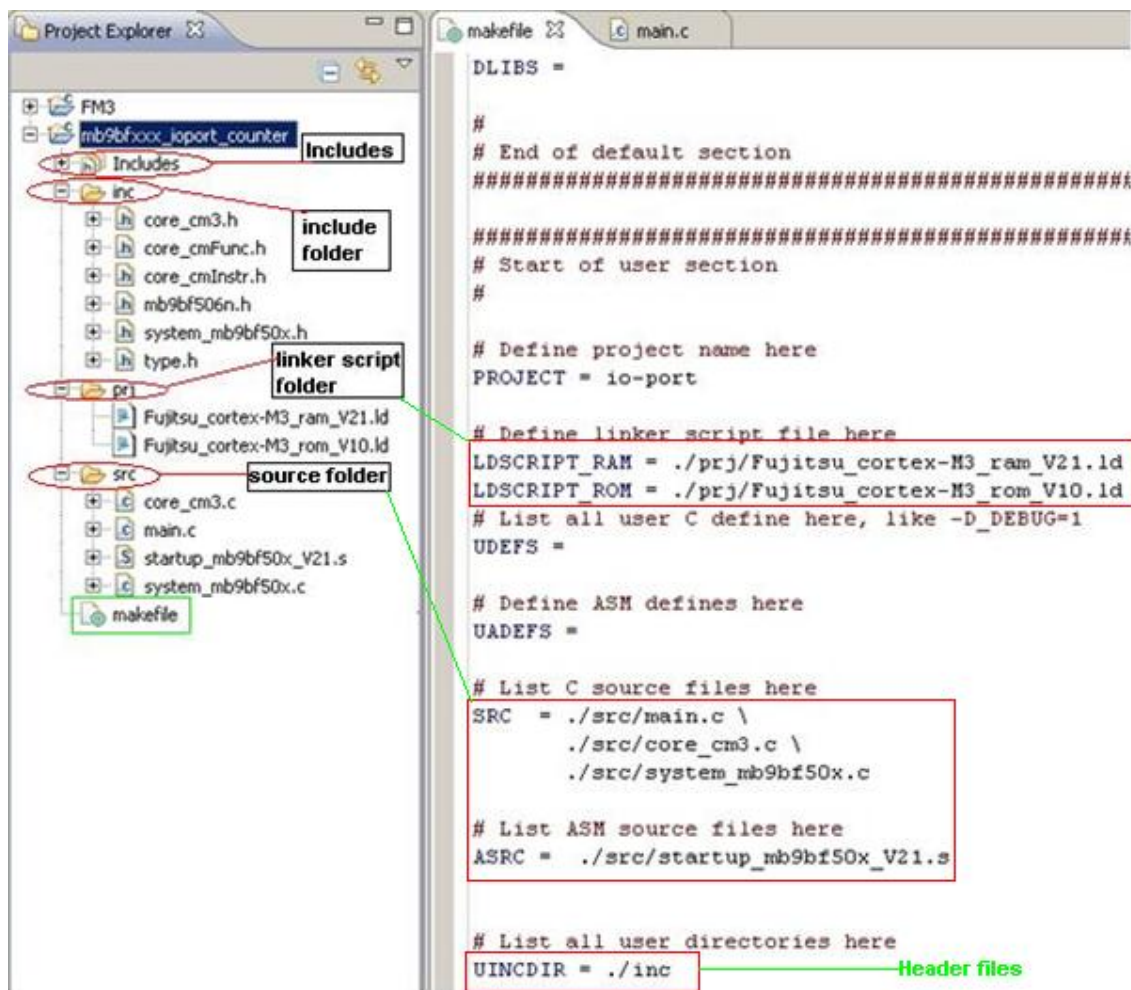 Project Explorer
FM3
mb9bfxxx_ioport_counter
Includes
Includes
inc
include
folder
core_cm3.h
core_cmFunc.h
core_cmInstr.h
mb9bf506n.h
system_mb9bf50x.h
type.h
linker script
folder
prj
Fujitsu_cortex-M3_ram_V21.ld
Fujitsu_cortex-M3_rom_V10.ld
src
source folder
core_cm3.c
main.c
startup_mb9bf50x_V21.s
system_mb9bf50x.c
makefile
makefile
main.c
DLIBS =
#
# End of default section
##################################################
##################################################
# Start of user section
#
# Define project name here
PROJECT = io-port
# Define linker script file here
LDSCRIPT_RAM = ./prj/Fujitsu_cortex-M3_ram_V21.ld
LDSCRIPT_ROM = ./prj/Fujitsu_cortex-M3_rom_V10.ld
# List all user C define here, like -D_DEBUG=1
UDEFS =
# Define ASM defines here
UADEFS =
# List C source files here
SRC = ./src/main.c \
./src/core_cm3.c \
./src/system_mb9bf50x.c
# List ASM source files here
ASRC = ./src/startup_mb9bf50x_V21.s
# List all user directories here
UINCDIR = ./inc
Header files